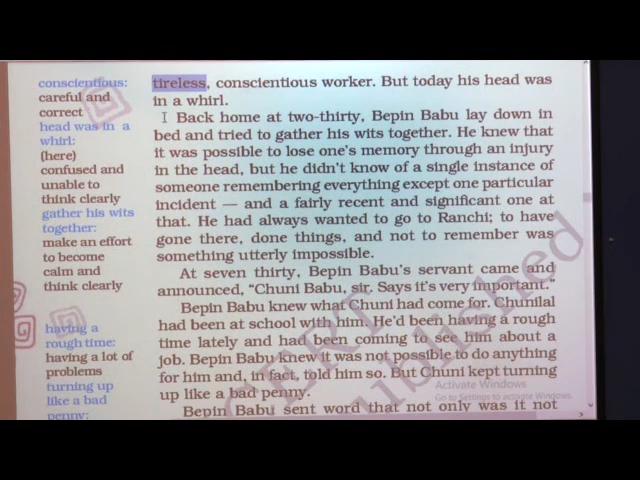 conscientious:
careful and
correct
head was in a
whirl:
(here)
confused and
unable to
think clearly
gather his wits
together:
make an effort
to become
calm and
think clearly
having a
rough time:
having a lot of
problems
turning up
like a bad
penny:
tireless, conscientious worker. But today his head was
in a whirl.
Back home at two-thirty, Bepin Babu lay down in
bed and tried to gather his wits together. He knew that
it was possible to lose one's memory through an injury
in the head, but he didn't know of a single instance of
someone remembering everything except one particular
incident — and a fairly recent and significant one at
that. He had always wanted to go to Ranchi; to have
gone there, done things, and not to remember was
something utterly impossible.
At seven thirty, Bepin Babu's servant came and
announced, “Chuni Babu, sir. Says it's very important.”
Bepin Babu knew what Chuni had come for. Chunilal
had been at school with him. He'd been having a rough
time lately and had been coming to see him about a
job. Bepin Babu knew it was not possible to do anything
for him and, in fact, told him so. But Chuni kept turning
up like a bad penny.
Bepin Babu sent word that not only was it not
Activate Windows
Go to Settings to activate Windows.